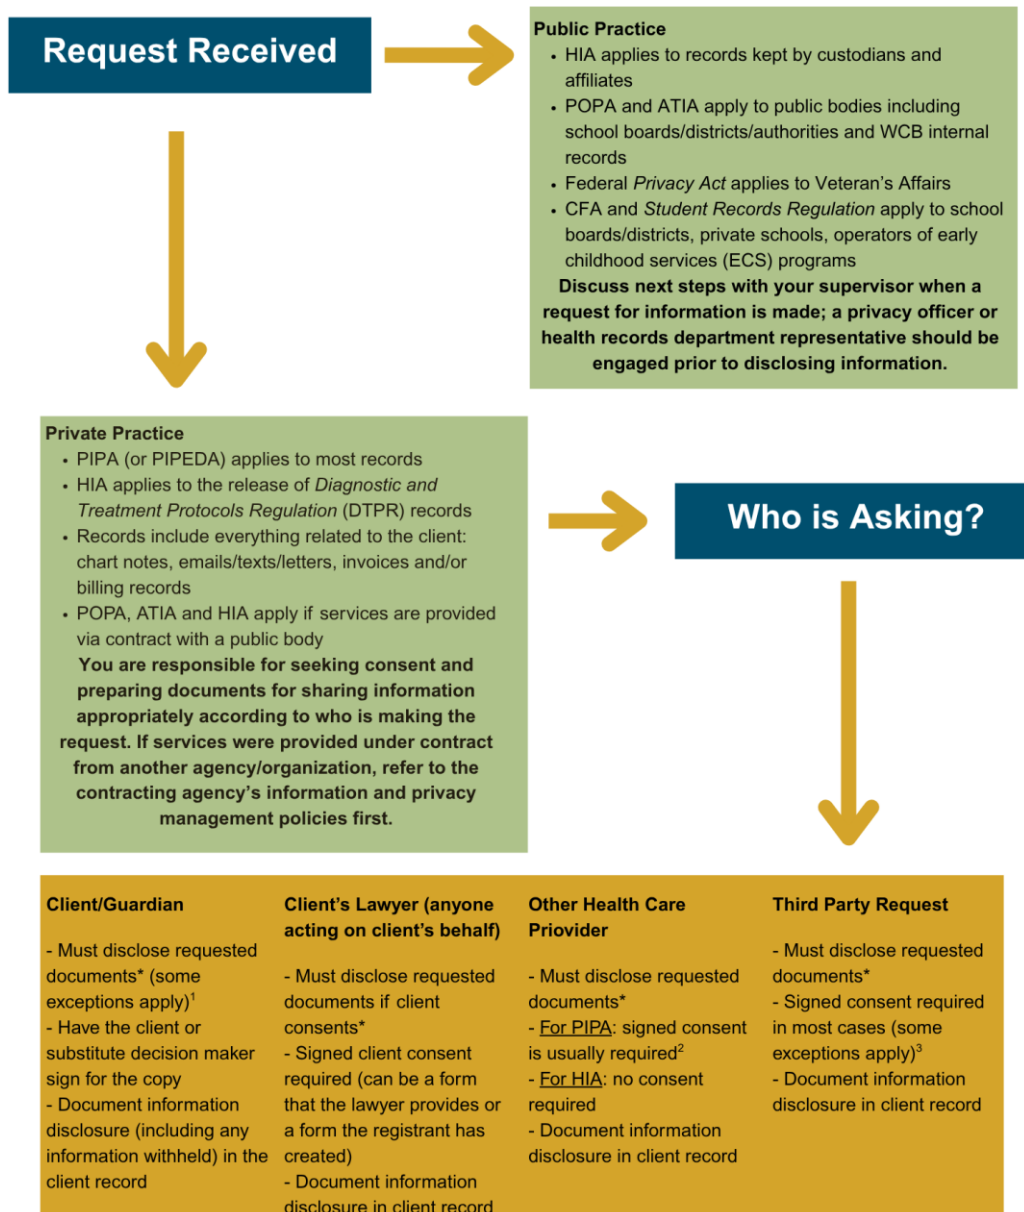 Request Received
Public Practice
• HIA applies to records kept by custodians and
affiliates
• POPA and ATIA apply to public bodies including
school boards/districts/authorities and WCB internal
records
• Federal Privacy Act applies to Veteran’s Affairs
• CFA and Student Records Regulation apply to school
boards/districts, private schools, operators of early
childhood services (ECS) programs
Discuss next steps with your supervisor when a
request for information is made; a privacy officer or
health records department representative should be
engaged prior to disclosing information.
Private Practice
• PIPA (or PIPEDA) applies to most records
• HIA applies to the release of Diagnostic and
Treatment Protocols Regulation (DTPR) records
• Records include everything related to the client:
chart notes, emails/texts/letters, invoices and/or
billing records
• POPA, ATIA and HIA apply if services are provided
via contract with a public body
You are responsible for seeking consent and
preparing documents for sharing information
appropriately according to who is making the
request. If services were provided under contract
from another agency/organization, refer to the
contracting agency’s information and privacy
management policies first.
Who is Asking?
Client/Guardian
- Must disclose requested
documents* (some
exceptions apply)¹
- Have the client or
substitute decision maker
sign for the copy
- Document information
disclosure (including any
information withheld) in the
client record
Client’s Lawyer (anyone
acting on client’s behalf)
- Must disclose requested
documents if client
consents*
- Signed client consent
required (can be a form
that the lawyer provides or
a form the registrant has
created)
- Document information
disclosure in client record
Other Health Care
Priovider
- Must disclose requested
documents*
- For PIPA: signed consent
is usually required²
- For HIA: no consent
required
- Document information
disclosure in client record
Third Party Request
- Must disclose requested
documents*
- Signed consent required
in most cases (some
exceptions apply)³
- Document information
disclosure in client record